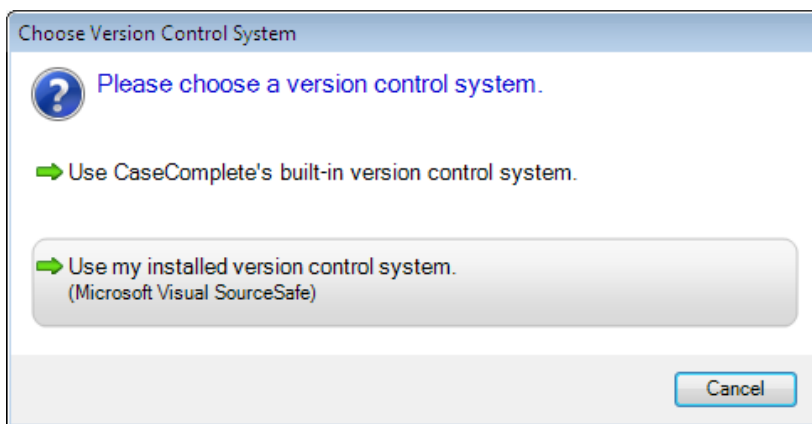 Choose Version Control System
Please choose a version control system.
Use CaseComplete's built-in version control system.
Use my installed version control system.
(Microsoft Visual SourceSafe)
Cancel